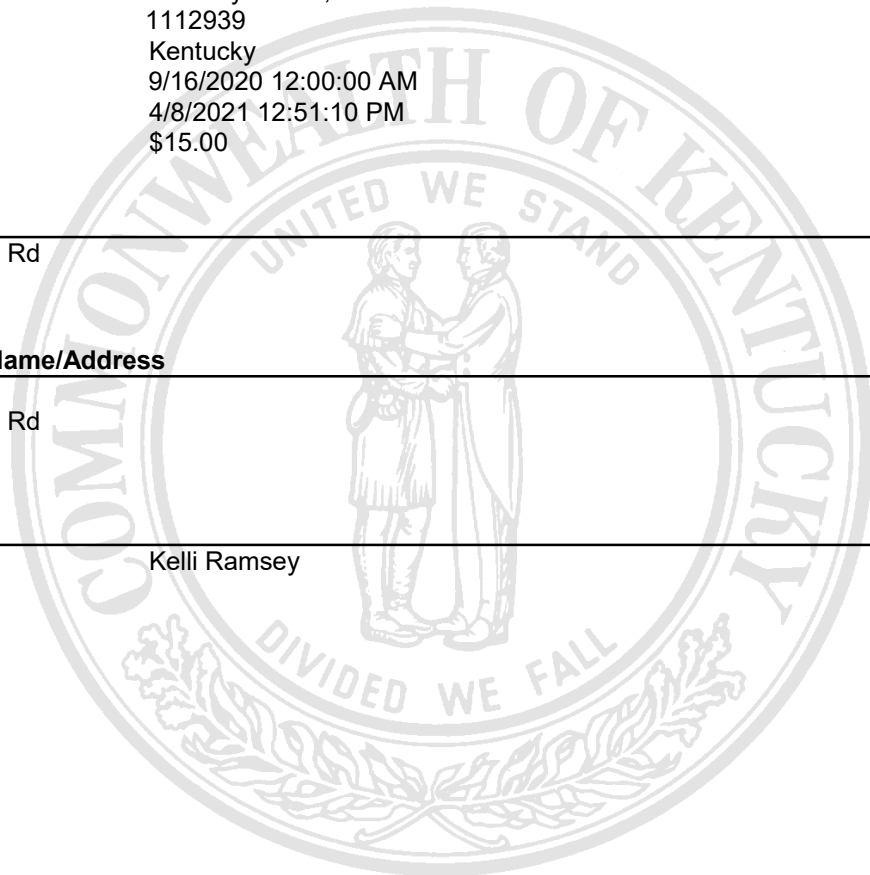 1112939
Kentucky
9/16/2020 12:00:00 AM
4/8/2021 12:51:10 PM
$15.00
Rd
Name/Address
Rd
Kelli Ramsey
COMMONWEALTH OF KENTUCKY
UNITED WE STAND
DIVIDED WE FALL